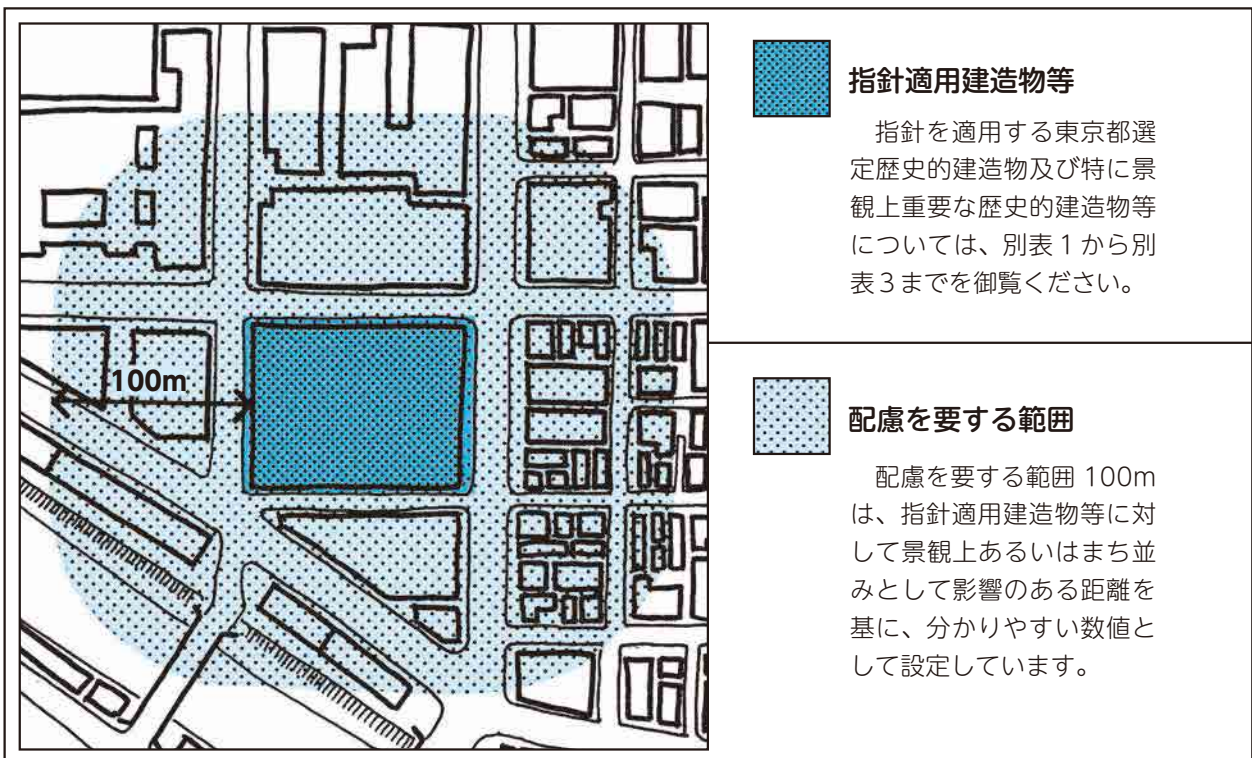 100m
指針適用建造物等
指針を適用する東京都選
定歴史的建造物及び特に景
観上重要な歴史的建造物等
については、別表1から別
表3までを御覧ください。
配慮を要する範囲
配慮を要する範囲 100m
は、指針適用建造物等に対
して景観上あるいはまち並
みとして影響のある距離を
基に、分かりやすい数値と
して設定しています。